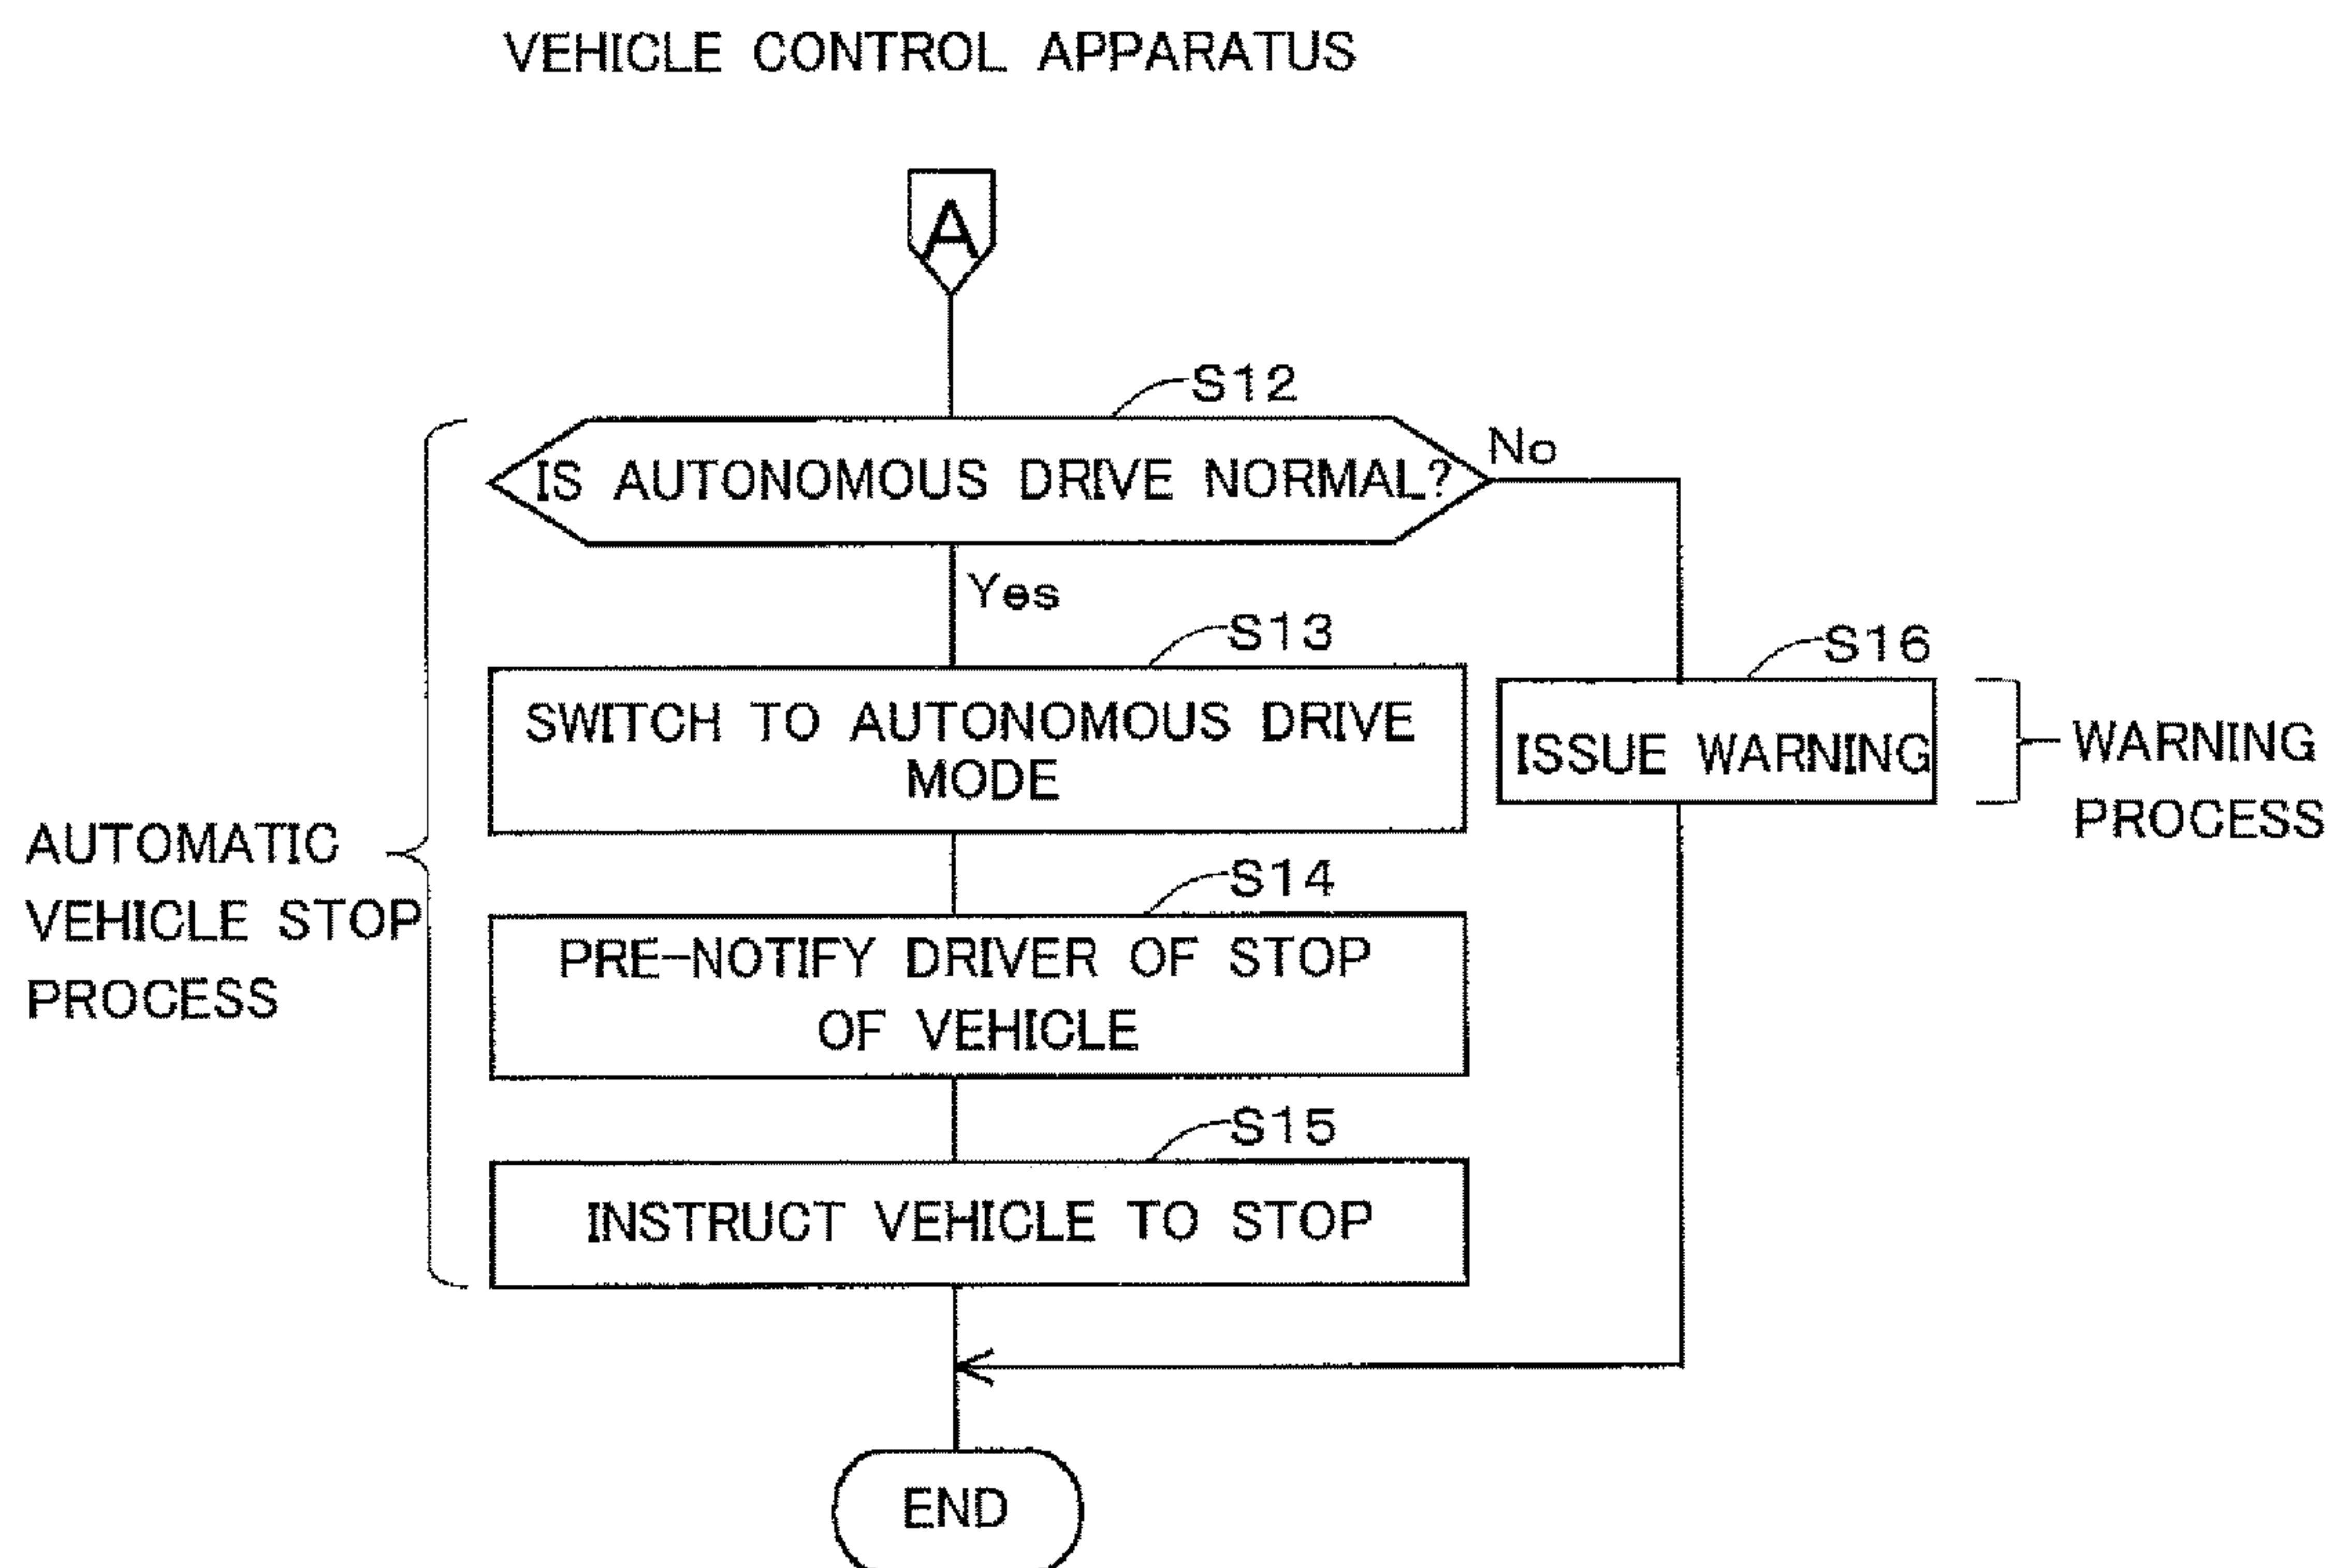 VEHICLE CONTROL APPARATUS
A
S12
IS AUTONOMOUS DRIVE NORMAL?
No
Yes
S13
SWITCH TO AUTONOMOUS DRIVE
MODE
S16
ISSUE WARNING
WARNING
PROCESS
AUTOMATIC
VEHICLE STOP
PROCESS
S14
PRE-NOTIFY DRIVER OF STOP
OF VEHICLE
S15
INSTRUCT VEHICLE TO STOP
END